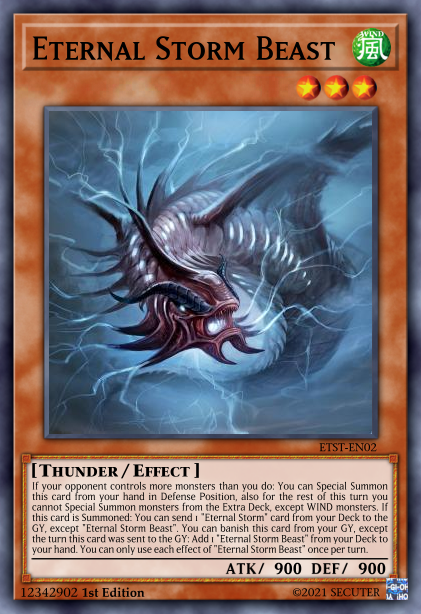 ETERNAL STORM BEAST
WIND
風
ETST-EN02
[THUNDER / EFFECT]
If your opponent controls more monsters than you do: You can Special Summon
this card from your hand in Defense Position, also for the rest of this turn you
cannot Special Summon monsters from the Extra Deck, except WIND monsters. If
this card is Summoned: You can send 1 "Eternal Storm" card from your Deck to the
GY, except "Eternal Storm Beast". You can banish this card from your GY, except
the turn this card was sent to the GY: Add 1 "Eternal Storm Beast" from your Deck to
your hand. You can only use each effect of "Eternal Storm Beast" once per turn.
ATK/ 900 DEF/ 900
12342902 1st Edition ©2021 SECUTER